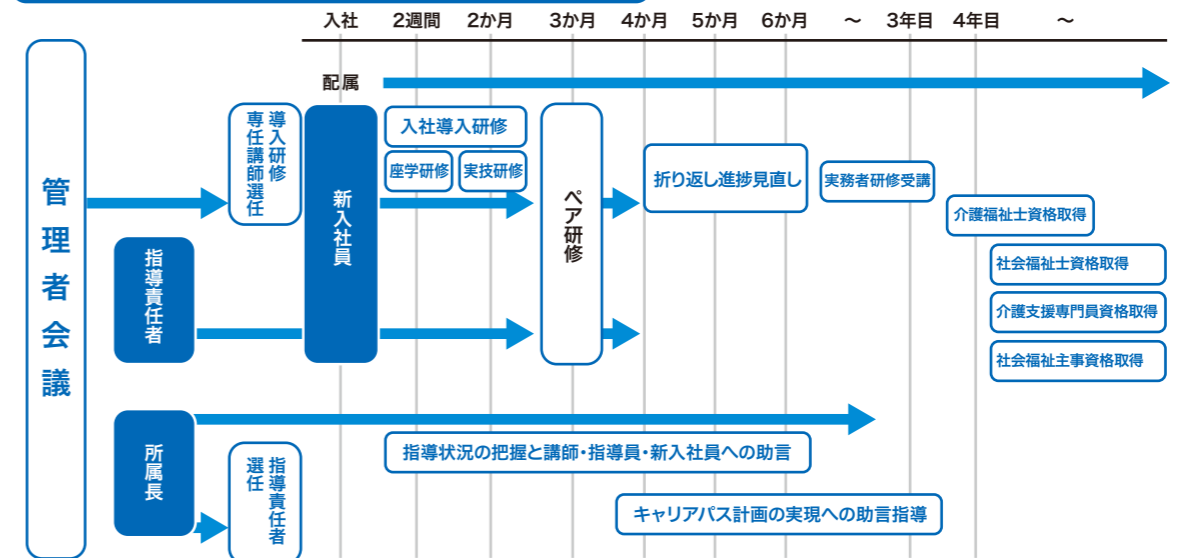 入社 2週間 2か月 3か月 4か月 5か月 6か月 ～ 3年目 4年目 ～
配属
管理者会議
導入研修
専任講師選任
指導責任者
新入社員
入社導入研修
座学研修 実技研修
ペア研修
折り返し進捗見直し
実務者研修受講
介護福祉士資格取得
社会福祉士資格取得
介護支援専門員資格取得
社会福祉主事資格取得
所属長
指導責任者
選任
指導状況の把握と講師・指導員・新入社員への助言
キャリアパス計画の実現への助言指導